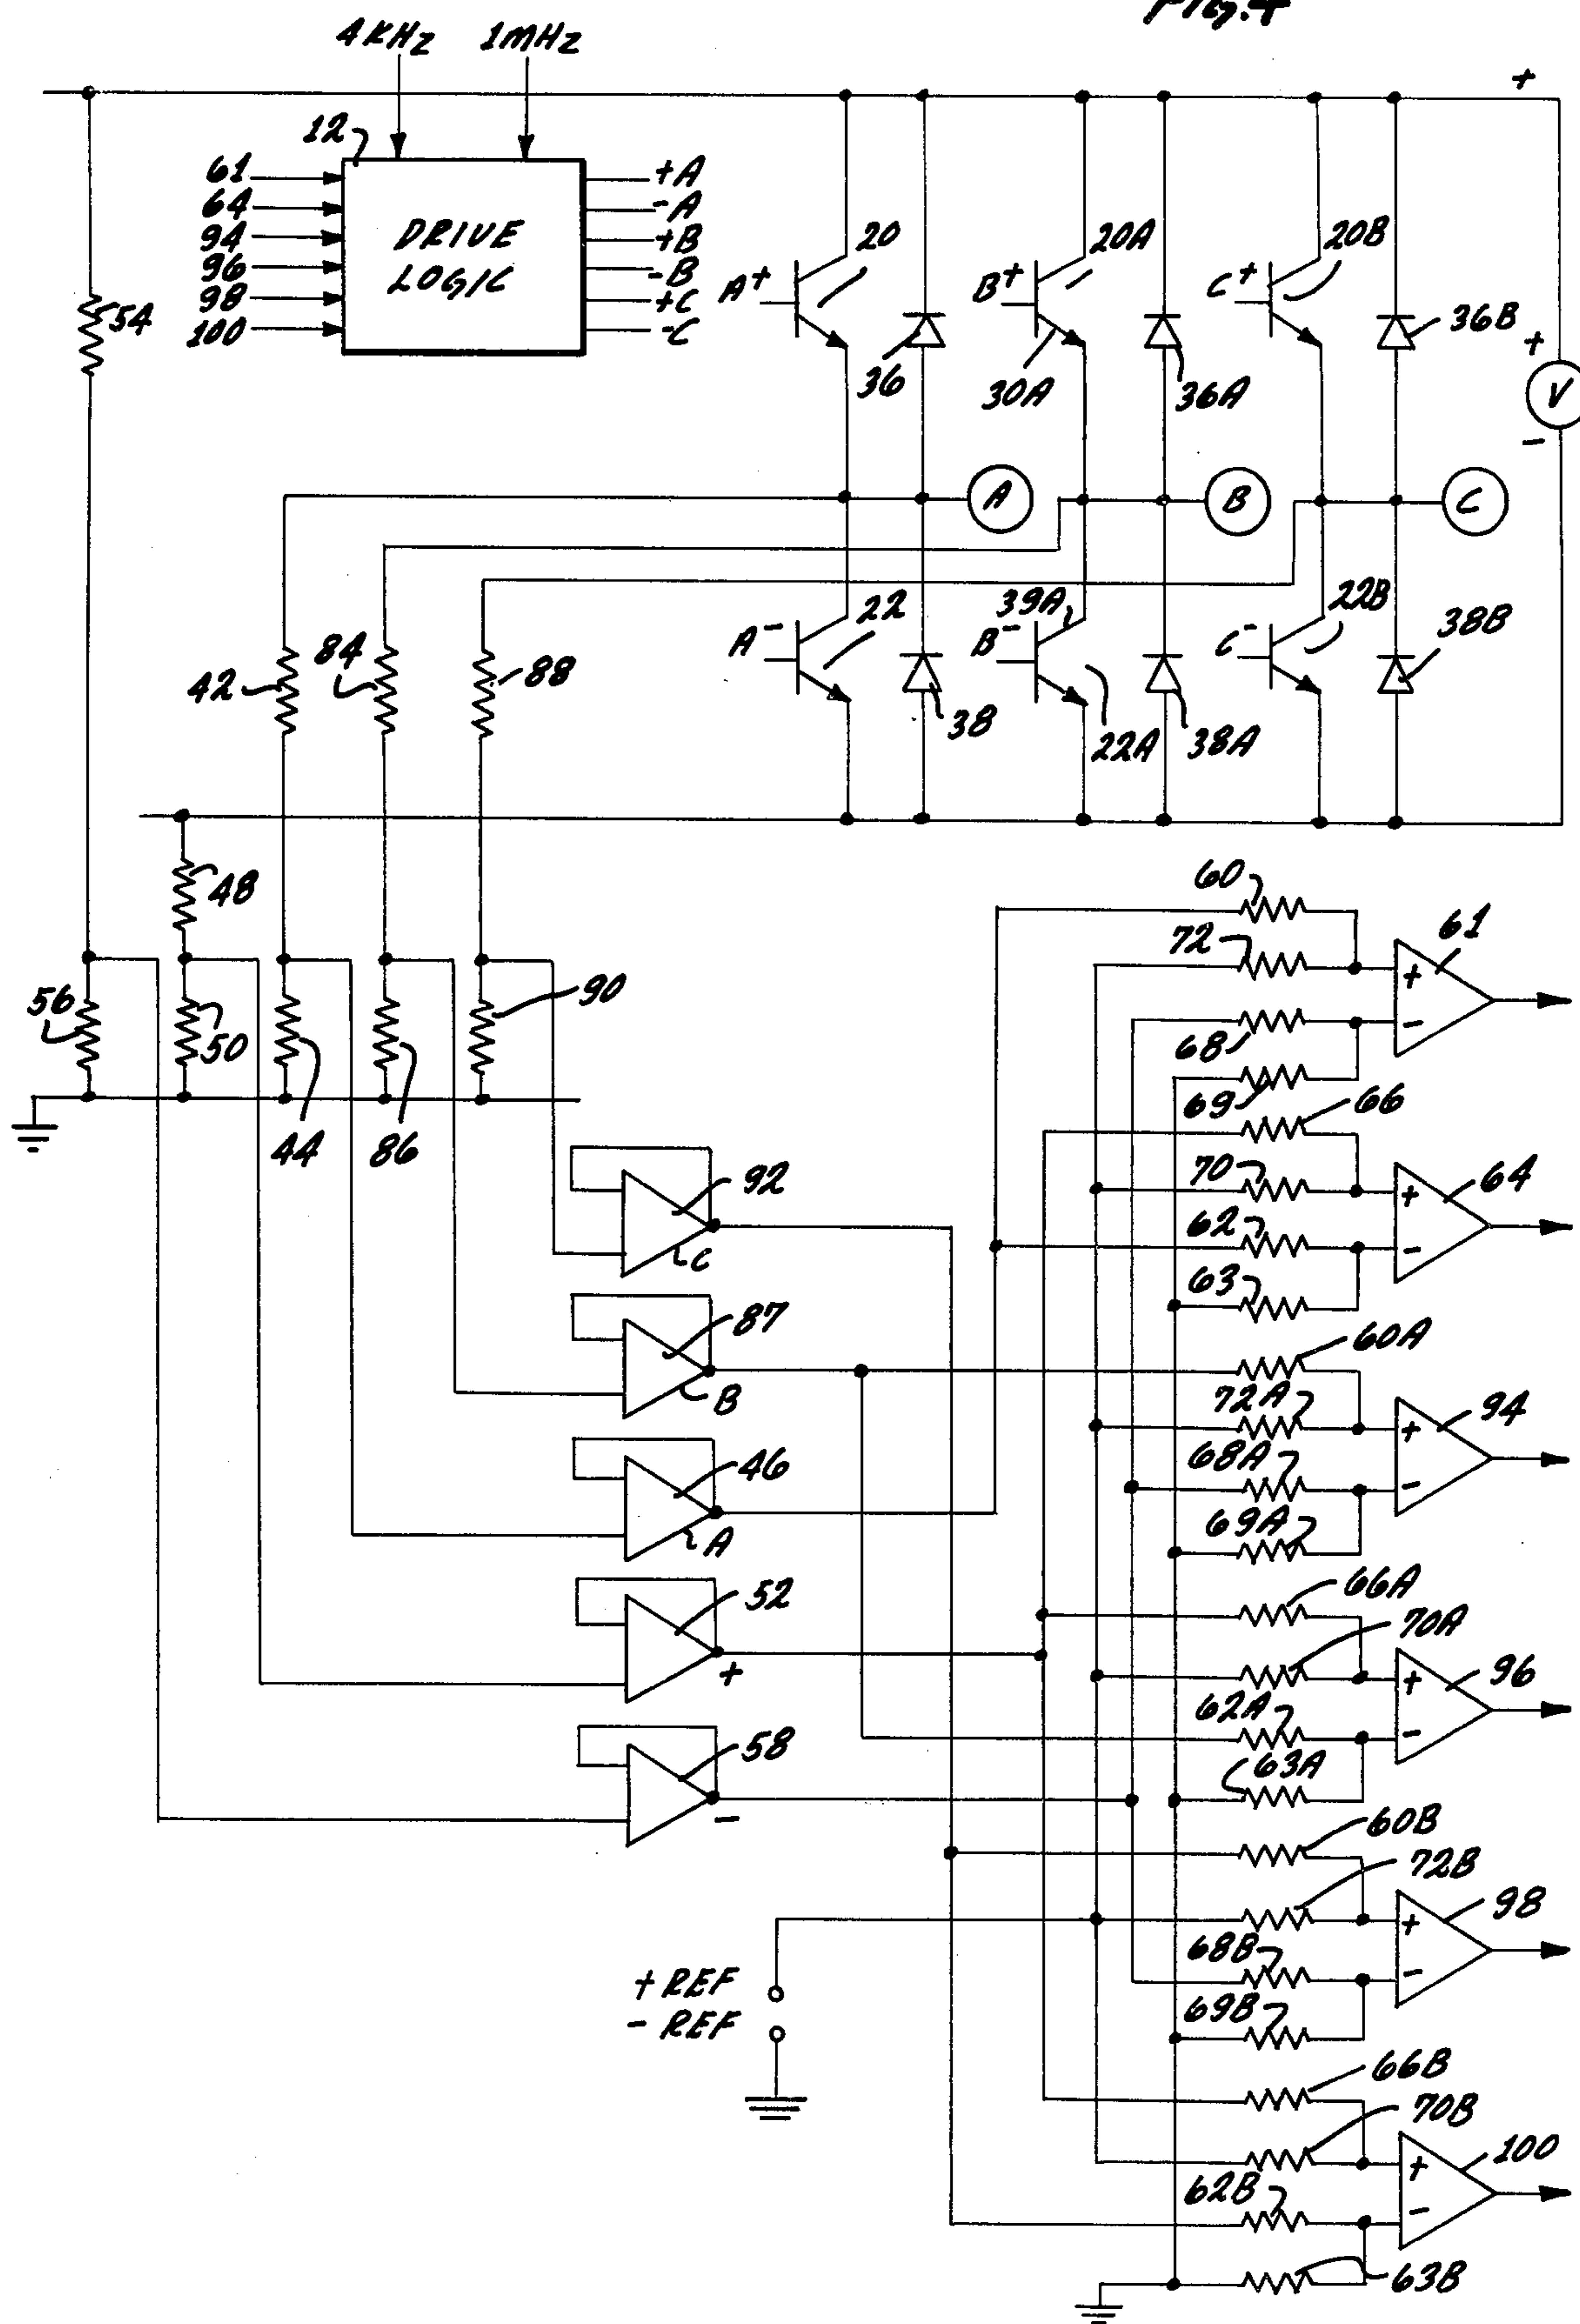 Fig. 4
4KHz 1mHz
+
12
61 +A
64 -A
94 +B
96 -B
98 +C
100 -C
DRIVE
LOGIC
54
A+ 20 B+ 20A C+ 20B
36 30A 36A 36B
+
V
-
A B C
A- 22 39A B- C- 22B 38B
42 84 88
38 22A 38A
48
60
72 61
56 50 90
68
69 66
44 86
92 70 64
C 62
63
87 60A
B 72A 94
46 68A
A 69A
52 66A
+ 70A
96
62A
58 63A
- 60B
72B
98
68B
+ REF
- REF 69B
66B
70B
100
62B
63B
+
-
+
-
+
-
+
-
+
-
+
-